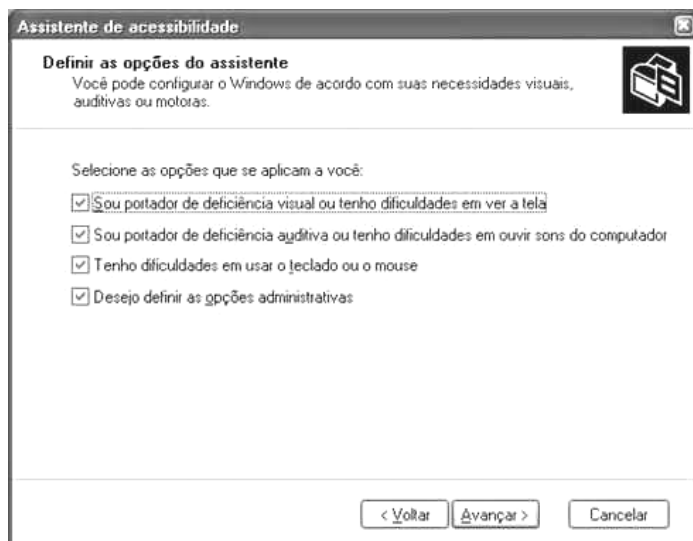 Assistente de acessibilidade
Definir as opções do assistente
Você pode configurar o Windows de acordo com suas necessidades visuais,
auditivas ou motoras.
Selecione as opções que se aplicam a você:
Sou portador de deficiência visual ou tenho dificuldades em ver a tela
Sou portador de deficiência auditiva ou tenho dificuldades em ouvir sons do computador
Tenho dificuldades em usar o teclado ou o mouse
Desejo definir as opções administrativas
< Voltar Avançar > Cancelar